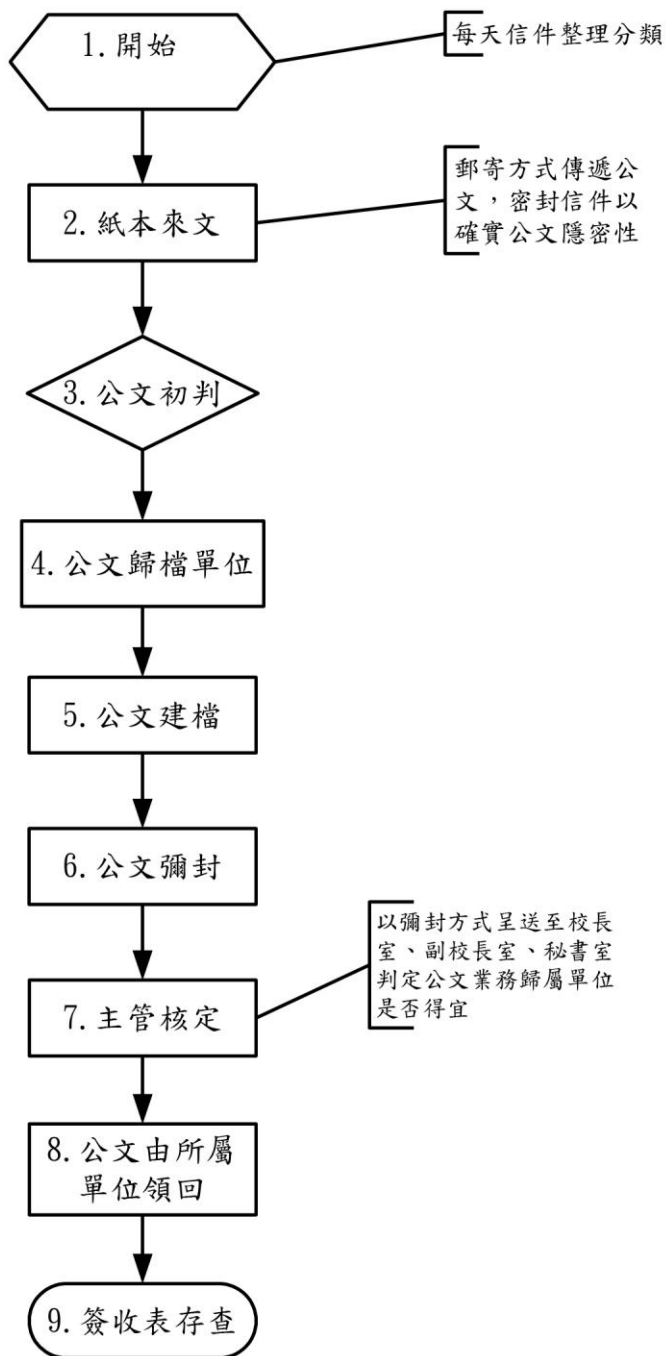 1.開始
每天信件整理分類
2.紙本來文
郵寄方式傳遞公
文，密封信件以
確實公文隱密性
3.公文初判
4.公文歸檔單位
5.公文建檔
6.公文彌封
7.主管核定
以彌封方式呈送至校長
室、副校長室、秘書室
判定公文業務歸屬單位
是否得宜
8.公文由所屬
單位領回
9.簽收表存查